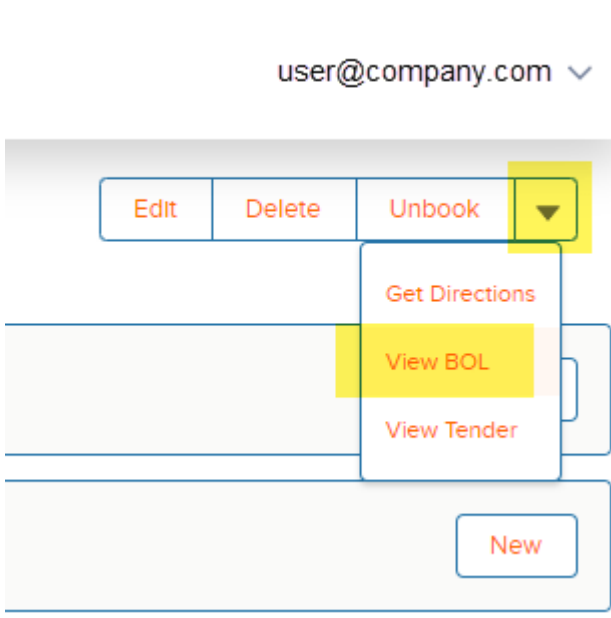 user@company.com
Edit Delete Unbook
Get Directions
View BOL
View Tender
New